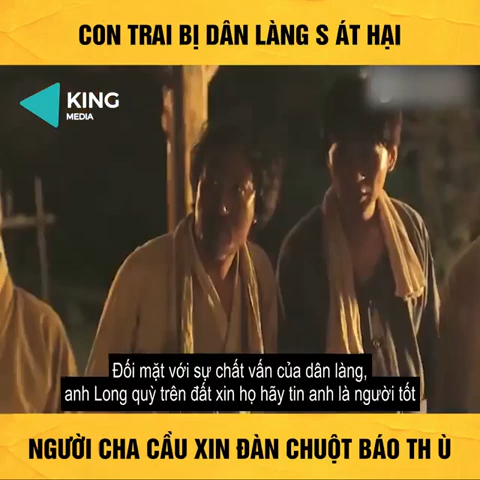 CON TRAI BỊ DÂN LÀNG S ÁT HẠI
KING
MEDIA
Đối mặt với sự chất vấn của dân làng,
anh Long quỳ trên đất xin họ hãy tin anh là người tốt
NGƯỜI CHA CẦU XIN ĐÀN CHUỘT BÁO TH Ù